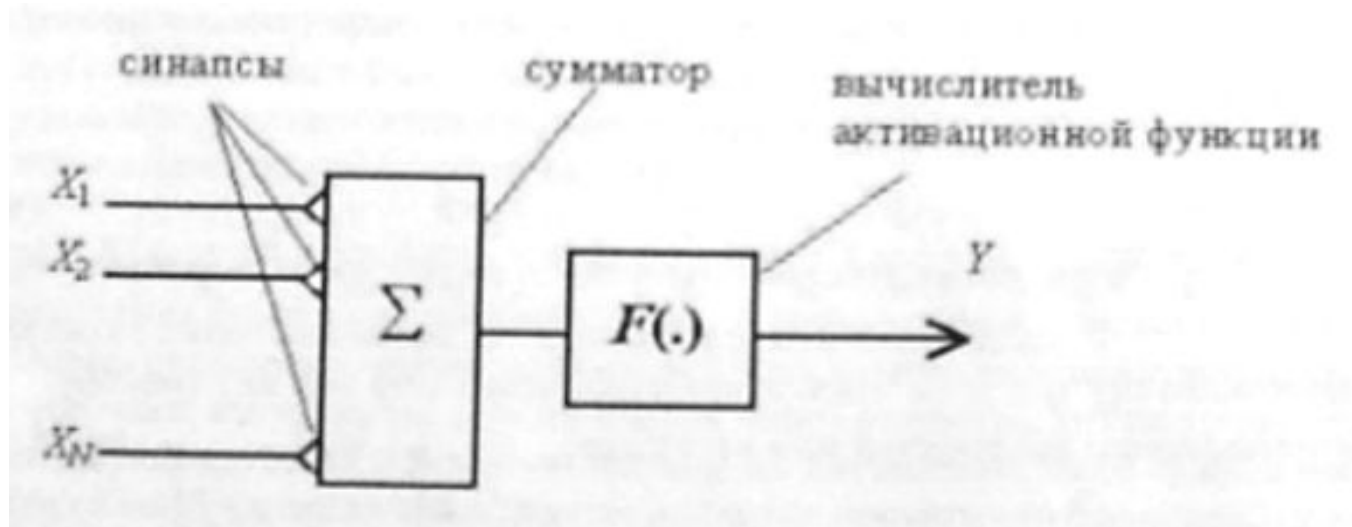 синапсы
сумматор
вычислитель
активационной функции
X1
X2
XN
Σ
F(.)
Y